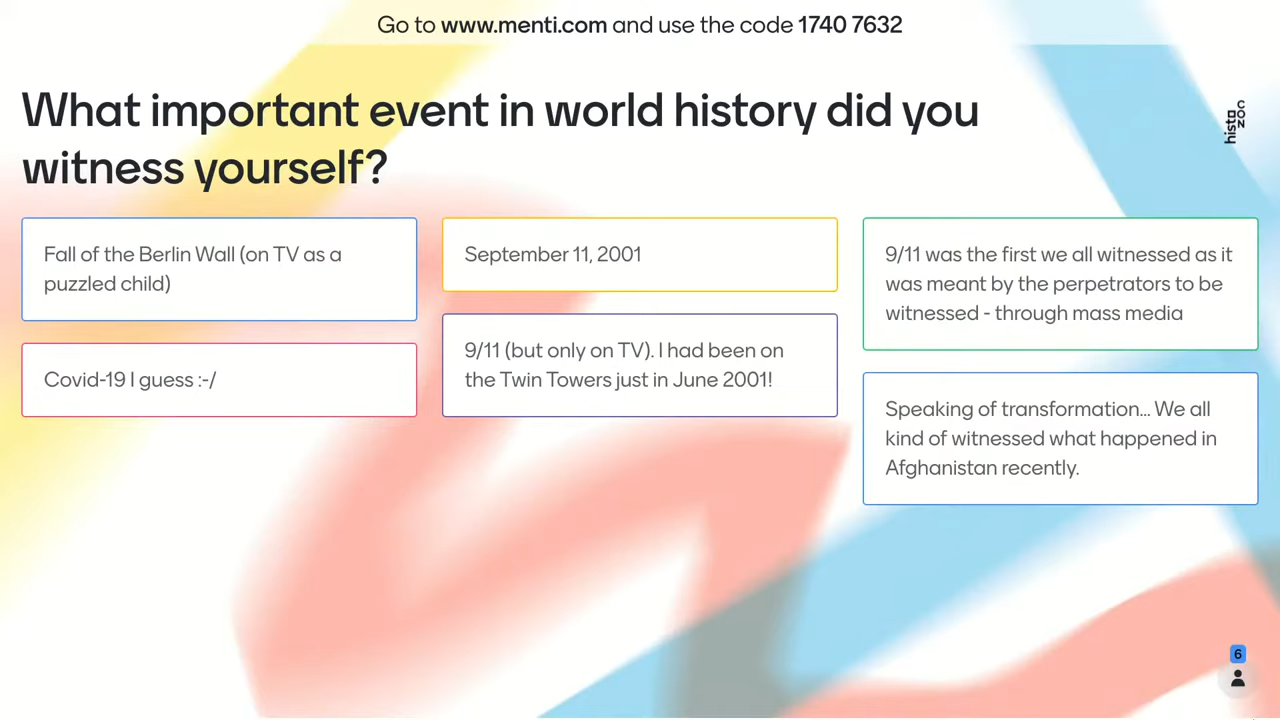 Go to www.menti.com and use the code 1740 7632
What important event in world history did you
witness yourself?
hista
zoo
Fall of the Berlin Wall (on TV as a
puzzled child)
Covid-19 I guess :-/
September 11, 2001
9/11 (but only on TV). I had been on
the Twin Towers just in June 2001!
9/11 was the first we all witnessed as it
was meant by the perpetrators to be
witnessed - through mass media
Speaking of transformation... We all
kind of witnessed what happened in
Afghanistan recently.
6